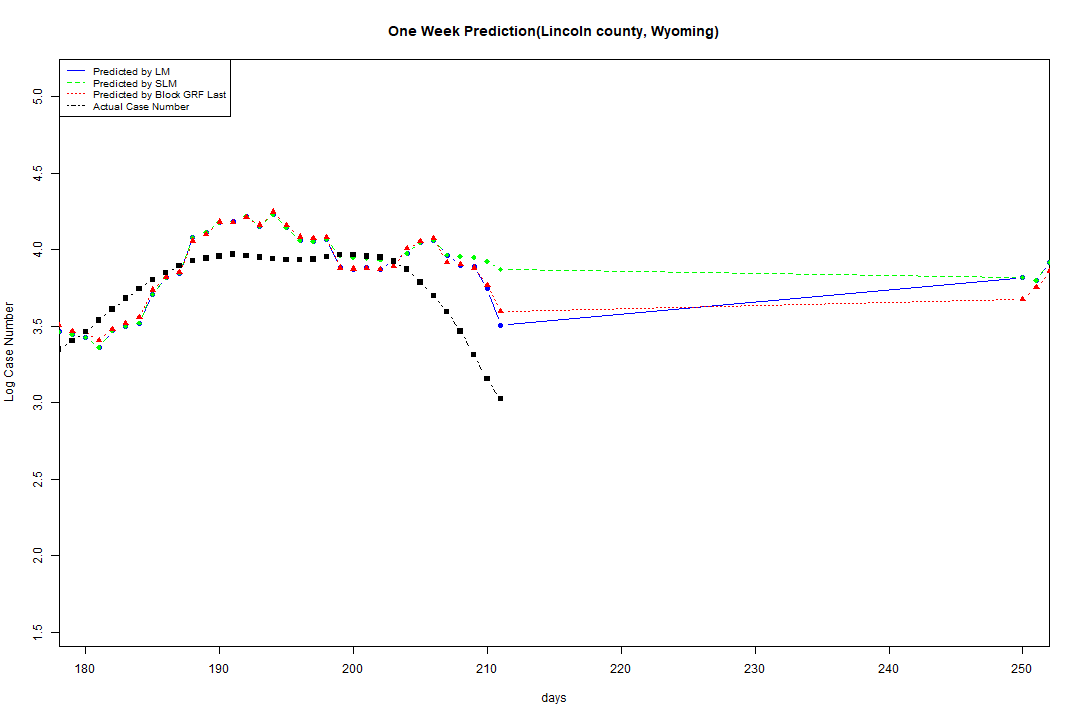 One Week Prediction(Lincoln county, Wyoming)
Predicted by LM
Predicted by SLM
Predicted by Block GRF Last
Actual Case Number
5.0
4.5
4.0
3.5
3.0
2.5
2.0
1.5
Log Case Number
180 190 200 210 220 230 240 250
days